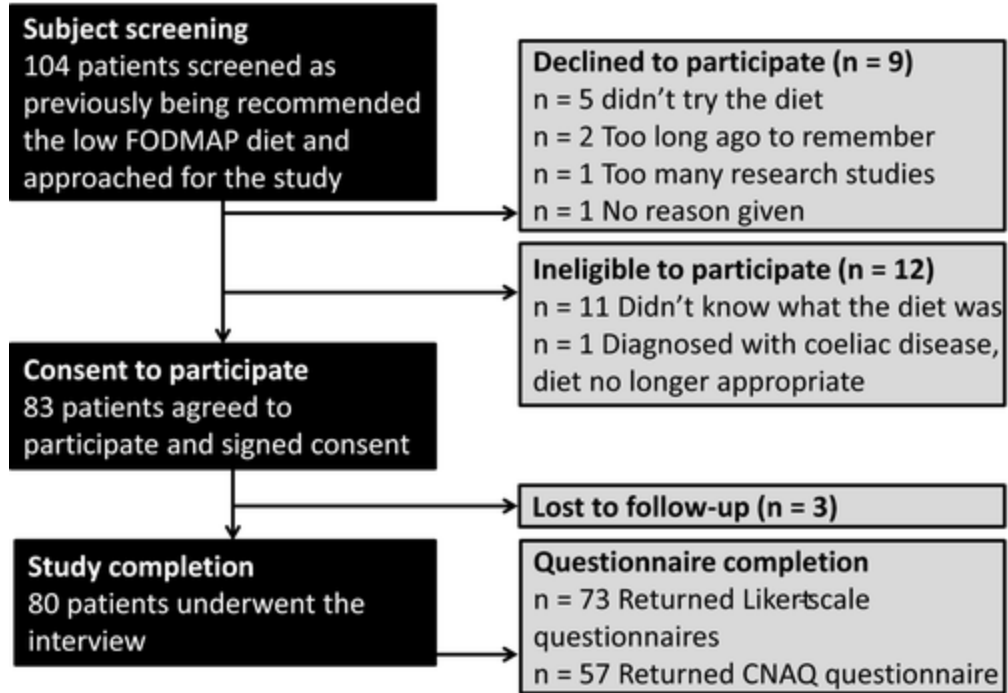 Subject screening
104 patients screened as
previously being recommended
the low FODMAP diet and
approached for the study
Declined to participate (n = 9)
n = 5 didn't try the diet
n = 2 Too long ago to remember
n = 1 Too many research studies
n = 1 No reason given
Ineligible to participate (n = 12)
n = 11 Didn't know what the diet was
n = 1 Diagnosed with coeliac disease,
diet no longer appropriate
Consent to participate
83 patients agreed to
participate and signed consent
Lost to follow-up (n = 3)
Study completion
80 patients underwent the
interview
Questionnaire completion
n = 73 Returned Likert-scale
questionnaires
n = 57 Returned CNAQ questionnaire